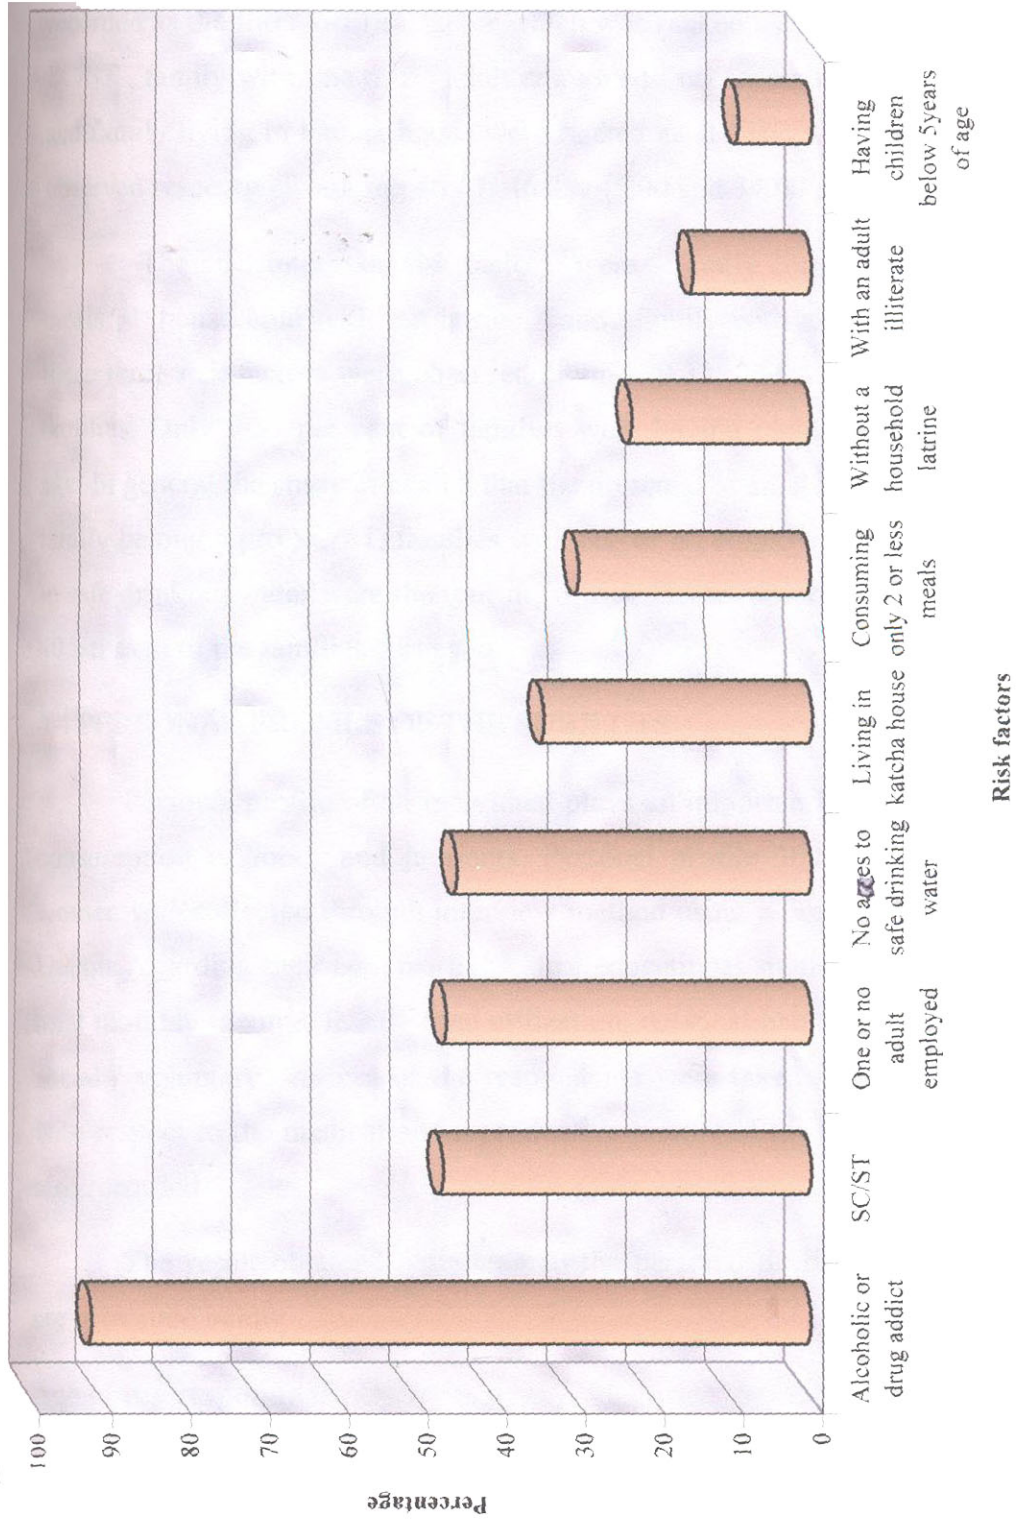 Percentage
100
90
80
70
60
50
40
30
20
10
0
Alcoholic or
drug addict
SC/ST
One or no
adult
employed
No acces to
safe drinking
water
Living in
katcha house
Consuming
only 2 or less
meals
Without a
household
latrine
With an adult
illiterate
Having
children
below 5years
of age
Risk factors